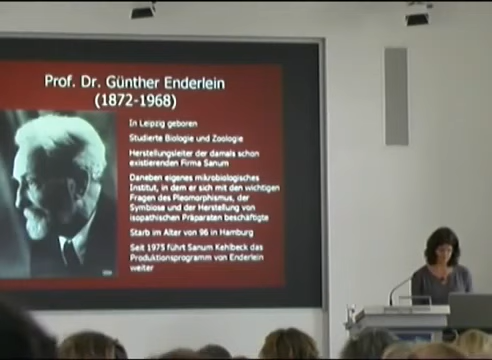 Prof. Dr. Günther Enderlein
(1872-1968)
In Leipzig geboren
Studierte Biologie und Zoologie
Herstellungsleiter der damals schon
existierenden Firma Sanum
Daneben eigenes mikrobiologisches
Institut, in dem er sich mit den wichtigen
Fragen des Pleomorphismus, der
Symbiose und der Herstellung von
isopathischen Präparaten beschäftigte
Starb im Alter von 96 in Hamburg
Seit 1975 führt Sanum Kehlbeck das
Produktionsprogramm von Enderlein
weiter